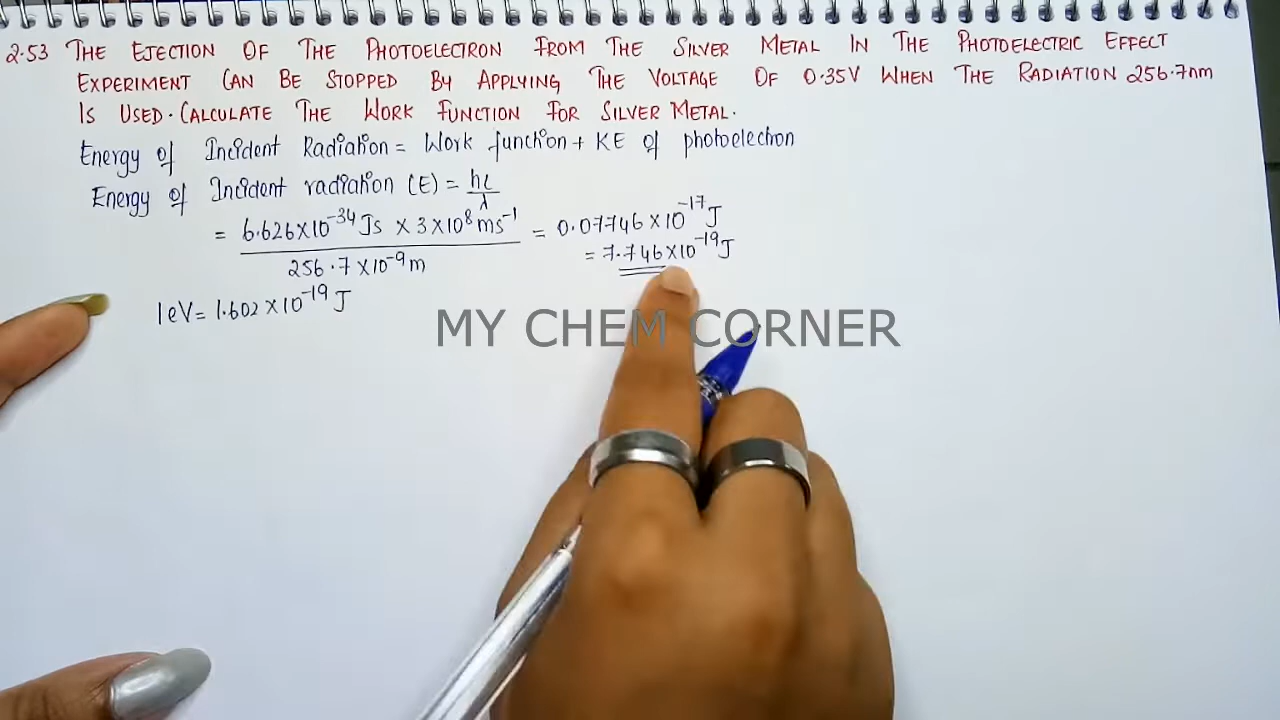 2.53 THE EJECTION OF THE PHOTOELECTRON FROM THE SILVER METAL IN THE PHOTOELECTRIC EFFECT
EXPERIMENT CAN BE STOPPED BY APPLYING THE VOLTAGE OF 0.35V WHEN THE RADIATION 256.7nm
IS USED. CALCULATE THE WORK FUNCTION FOR SILVER METAL.
Energy of Incident Radiation = Work function + KE of photoelectron
Energy of Incident radiation (E) = hc/λ
= 6.626×10⁻³⁴ Js × 3×10⁸ ms⁻¹ / 256.7×10⁻⁹ m = 0.07746×10⁻¹⁷ J
= 7.746×10⁻¹⁹ J
1eV = 1.602×10⁻¹⁹ J
MY CHEM CORNER